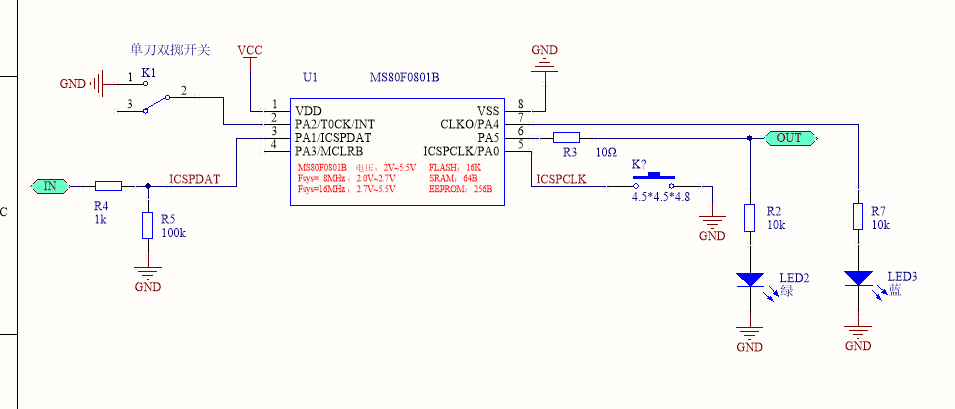 单刀双掷开关
VCC
GND
K1
U1
MS80F0801B
GND
1
2
3
1
VDD
VSS
8
2
PA2/T0CK/INT
CLKO/PA4
7
3
PA1/ICSPDAT
PA5
6
R3
10Ω
OUT
4
PA3/MCLRB
ICSPCLK/PA0
5
MS80F0801B 电压：2V~5.5V FLASH：16K
Fsys= 8MHz：2.0V~2.7V SRAM：64B
Fsys=16MHz：2.7V~5.5V EEPROM：256B
K?
IN
ICSPDAT
ICSPCLK
4.5*4.5*4.8
R4
1k
R5
100k
R2
10k
R7
10k
C
GND
GND
LED2
绿
LED3
蓝
GND
GND